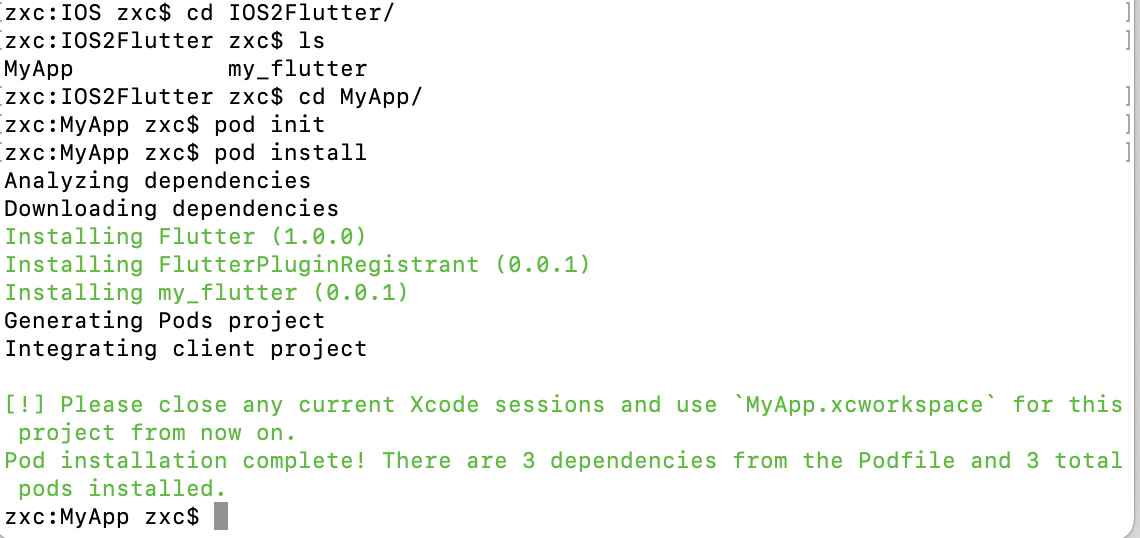 [zxc:IOS zxc$ cd IOS2Flutter/ ]
[zxc:IOS2Flutter zxc$ ls ]
MyApp my_flutter
[zxc:IOS2Flutter zxc$ cd MyApp/ ]
[zxc:MyApp zxc$ pod init ]
[zxc:MyApp zxc$ pod install ]
Analyzing dependencies
Downloading dependencies
Installing Flutter (1.0.0)
Installing FlutterPluginRegistrant (0.0.1)
Installing my_flutter (0.0.1)
Generating Pods project
Integrating client project
[!] Please close any current Xcode sessions and use `MyApp.xcworkspace` for this
project from now on.
Pod installation complete! There are 3 dependencies from the Podfile and 3 total
pods installed.
zxc:MyApp zxc$